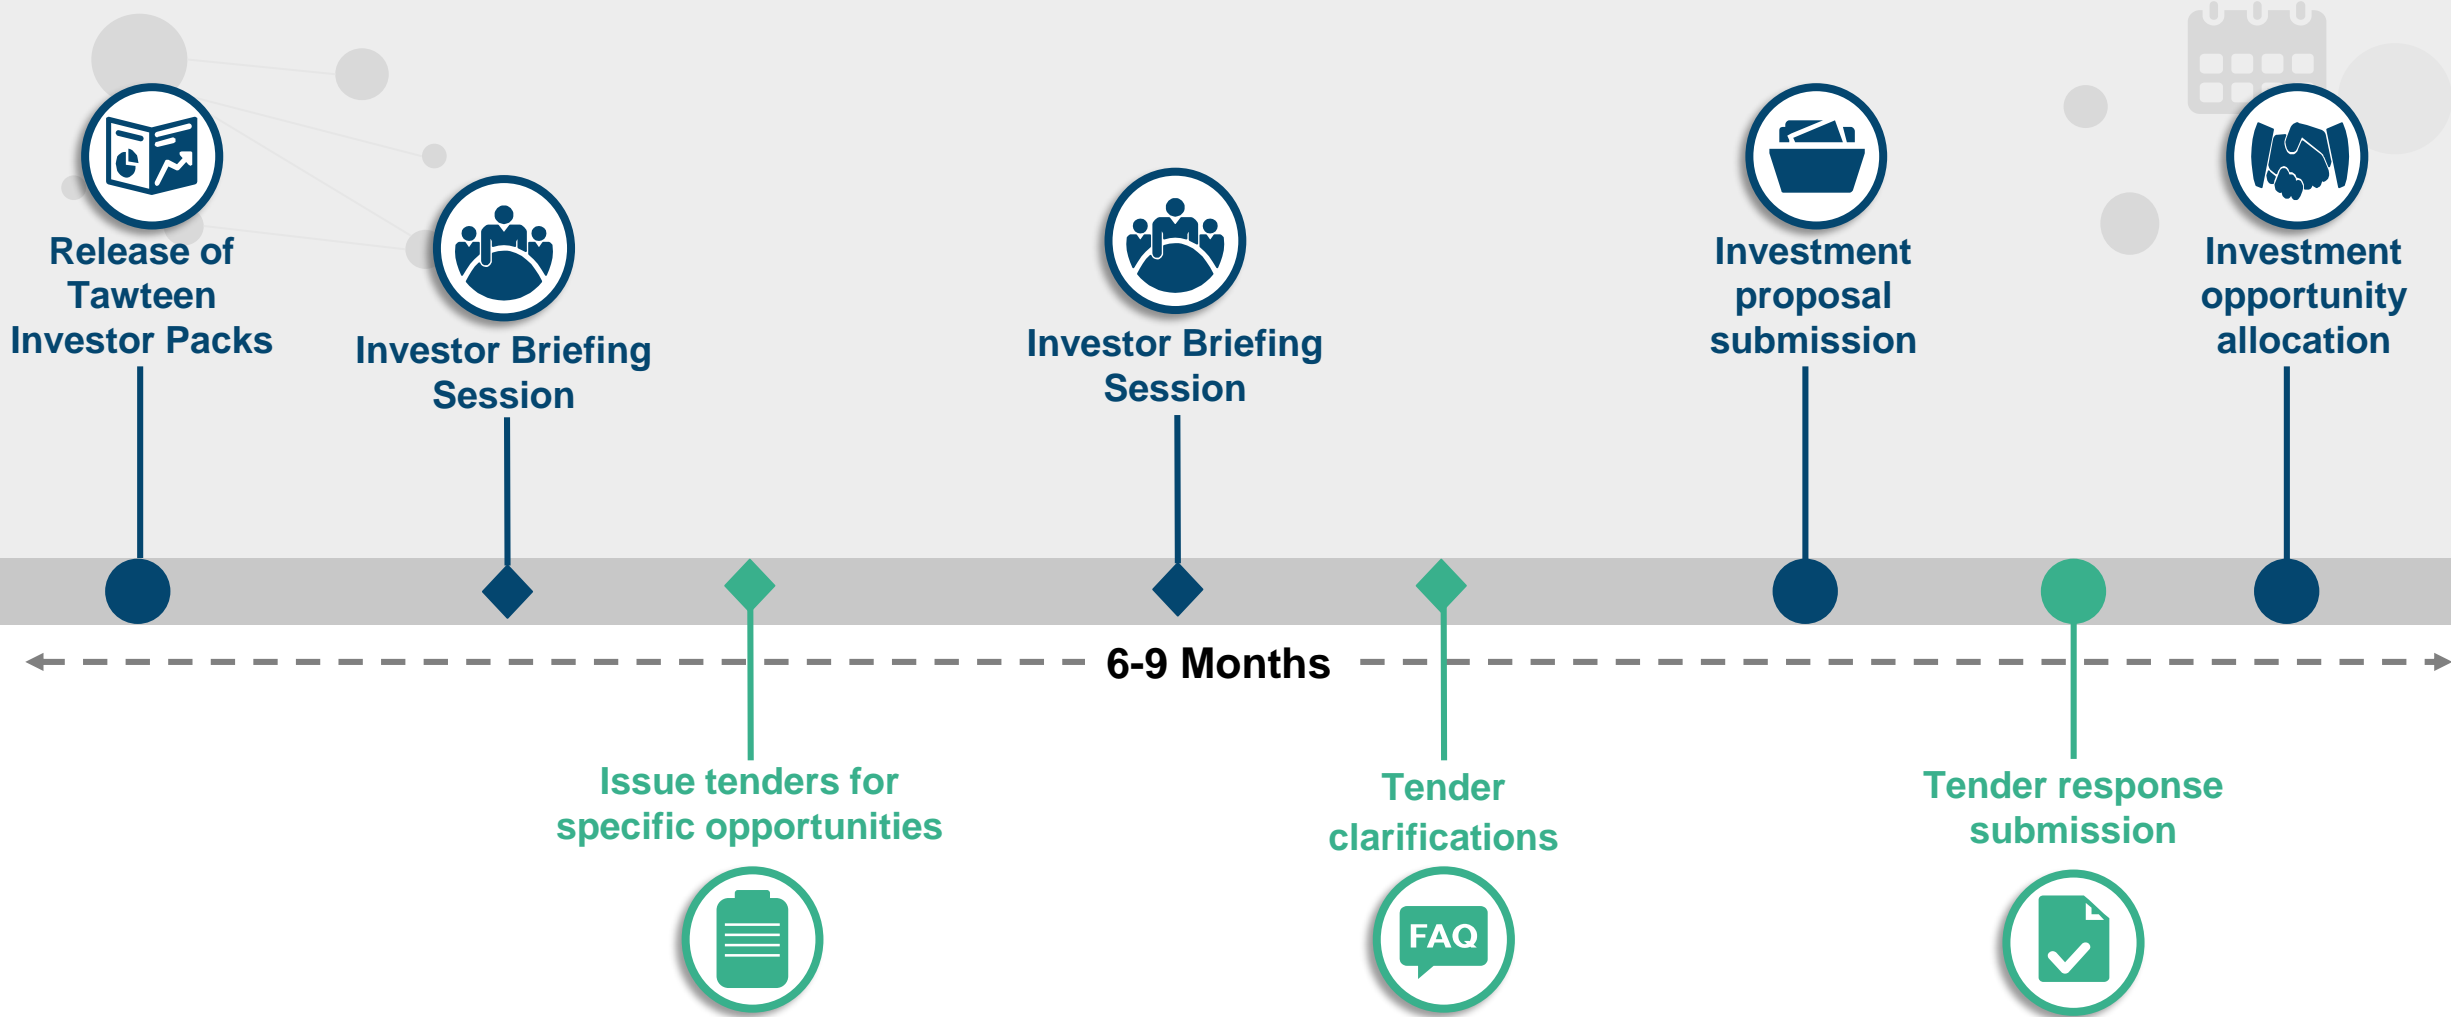 Release of
Tawteen
Investor Packs
Investor Briefing
Session
Investor Briefing
Session
Investment
proposal
submission
Investment
opportunity
allocation
6-9 Months
Issue tenders for
specific opportunities
Tender
clarifications
FAQ
Tender response
submission